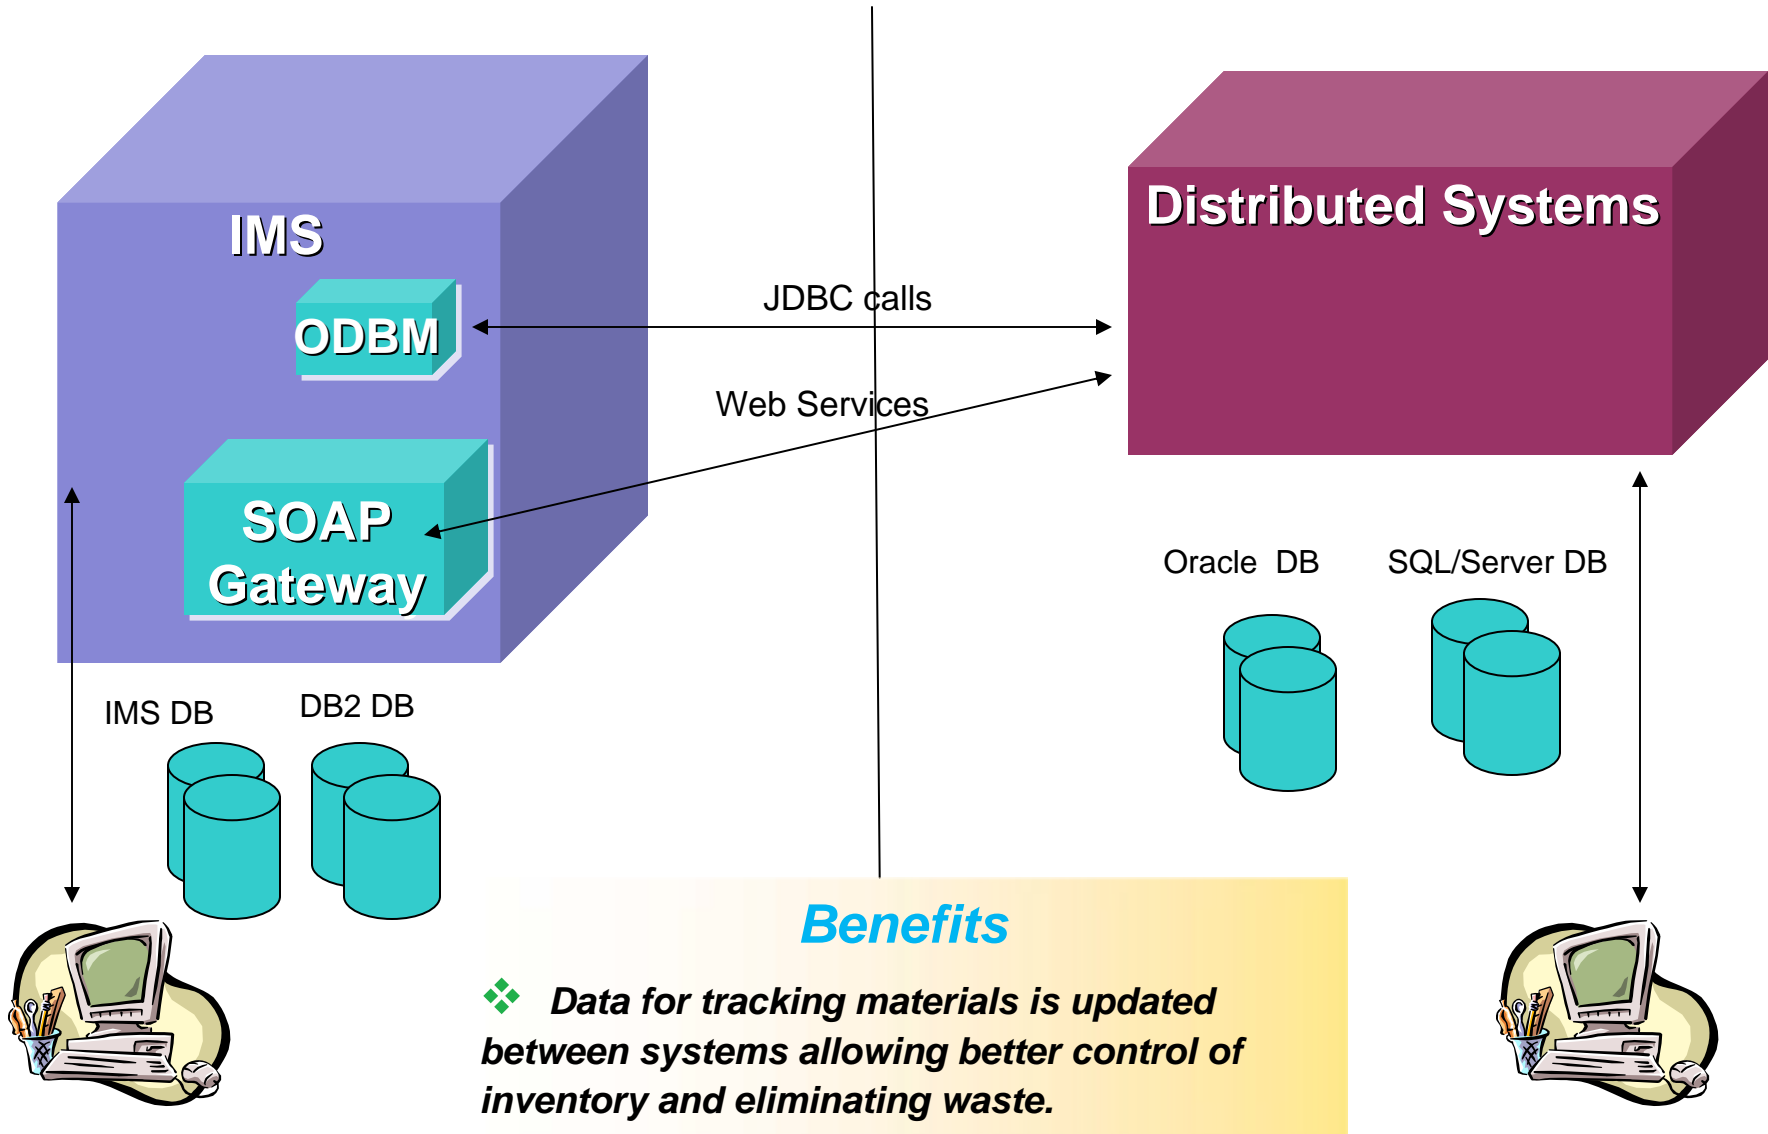 IMS
ODBM
SOAP
Gateway
JDBC calls
Web Services
Distributed Systems
Oracle  DB
SQL/Server DB
IMS DB
DB2 DB
Benefits
❖ Data for tracking materials is updated
between systems allowing better control of
inventory and eliminating waste.